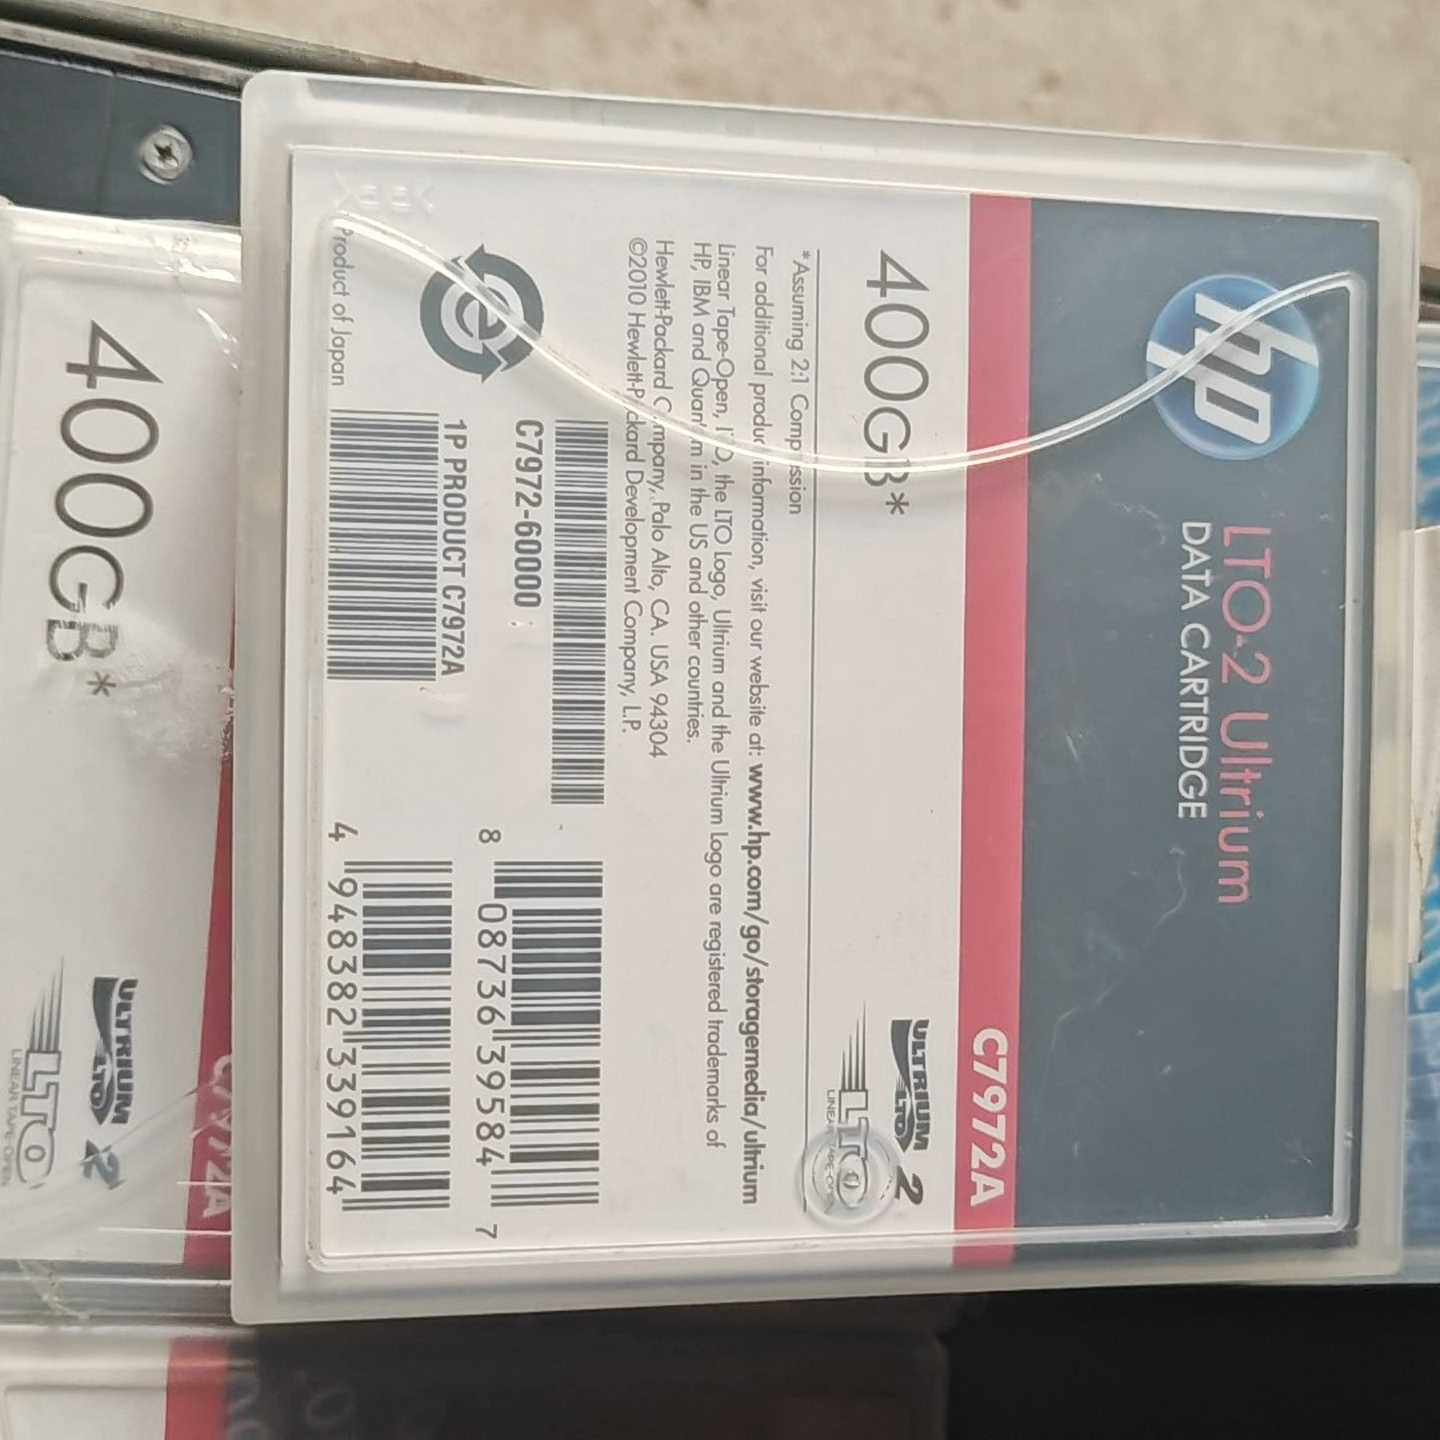 hp
LTO-2 Ultrium
DATA CARTRIDGE
C7972A
400GB*
ULTRIUM
LTO
2
LTO
LINEAR TAPE-OPEN
*Assuming 2:1 Compression
For additional product information, visit our website at: www.hp.com/go/storagemedia/ultrium
Linear Tape-Open, LTO, the LTO Logo, Ultrium and the Ultrium Logo are registered trademarks of
HP, IBM and Quantum in the US and other countries.
Hewlett-Packard Company, Palo Alto, CA. USA 94304
©2010 Hewlett-Packard Development Company, L.P.
e
C7972-60000
1P PRODUCT C7972A
Product of Japan
8 08736 39584 7
4 948382 339164
C7972A
400GB*
ULTRIUM
LTO
2
LTO
LINEAR TAPE-OPEN